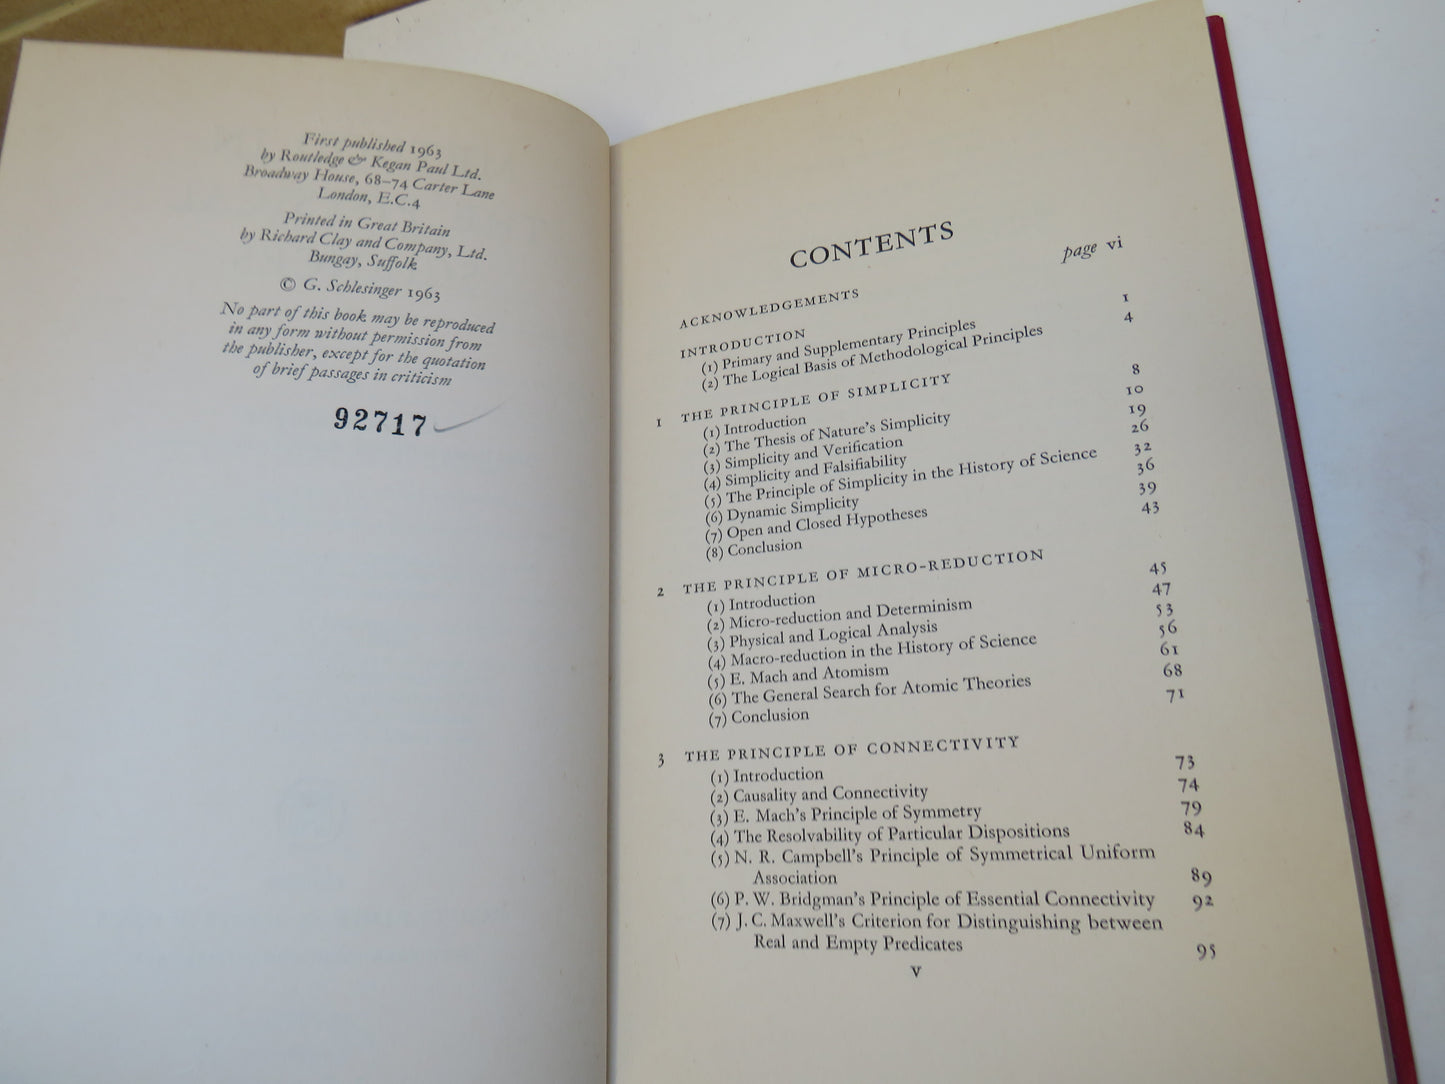 First published 1963
by Routledge & Kegan Paul Ltd.
Broadway House, 68–74 Carter Lane
London, E.C.4
Printed in Great Britain
by Richard Clay and Company, Ltd.
Bungay, Suffolk
© G. Schlesinger 1963
No part of this book may be reproduced
in any form without permission from
the publisher, except for the quotation
of brief passages in criticism
92717
CONTENTS
ACKNOWLEDGEMENTS page vi
INTRODUCTION
(1) Primary and Supplementary Principles 1
(2) The Logical Basis of Methodological Principles 4
1 THE PRINCIPLE OF SIMPLICITY
(1) Introduction 8
(2) The Thesis of Nature's Simplicity 10
(3) Simplicity and Verification 19
(4) Simplicity and Falsifiability 26
(5) The Principle of Simplicity in the History of Science 32
(6) Dynamic Simplicity 36
(7) Open and Closed Hypotheses 39
(8) Conclusion 43
2 THE PRINCIPLE OF MICRO-REDUCTION
(1) Introduction 45
(2) Micro-reduction and Determinism 47
(3) Physical and Logical Analysis 53
(4) Macro-reduction in the History of Science 56
(5) E. Mach and Atomism 61
(6) The General Search for Atomic Theories 68
(7) Conclusion 71
3 THE PRINCIPLE OF CONNECTIVITY
(1) Introduction 73
(2) Causality and Connectivity 74
(3) E. Mach's Principle of Symmetry 79
(4) The Resolvability of Particular Dispositions 84
(5) N. R. Campbell's Principle of Symmetrical Uniform
Association 89
(6) P. W. Bridgman's Principle of Essential Connectivity 92
(7) J. C. Maxwell's Criterion for Distinguishing between
Real and Empty Predicates 95
v